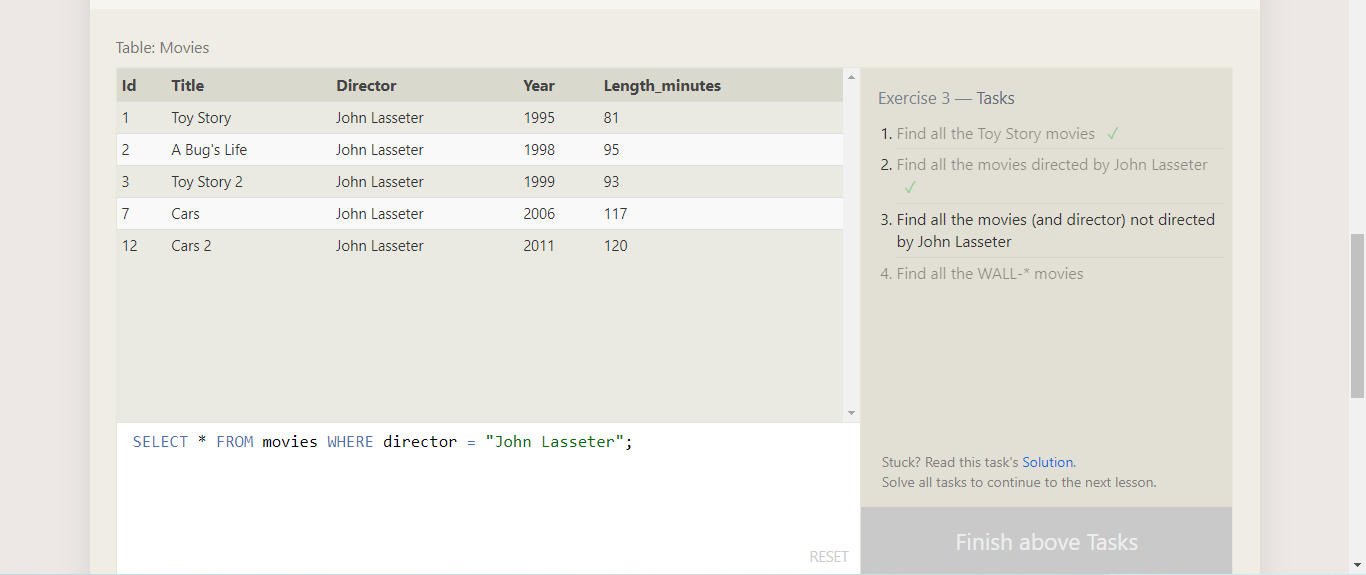 Table: Movies
Id Title Director Year Length_minutes
1 Toy Story John Lasseter 1995 81
2 A Bug's Life John Lasseter 1998 95
3 Toy Story 2 John Lasseter 1999 93
7 Cars John Lasseter 2006 117
12 Cars 2 John Lasseter 2011 120
SELECT * FROM movies WHERE director = "John Lasseter";
RESET
Exercise 3 — Tasks
1. Find all the Toy Story movies ✓
2. Find all the movies directed by John Lasseter
✓
3. Find all the movies (and director) not directed
by John Lasseter
4. Find all the WALL-* movies
Stuck? Read this task's Solution.
Solve all tasks to continue to the next lesson.
Finish above Tasks